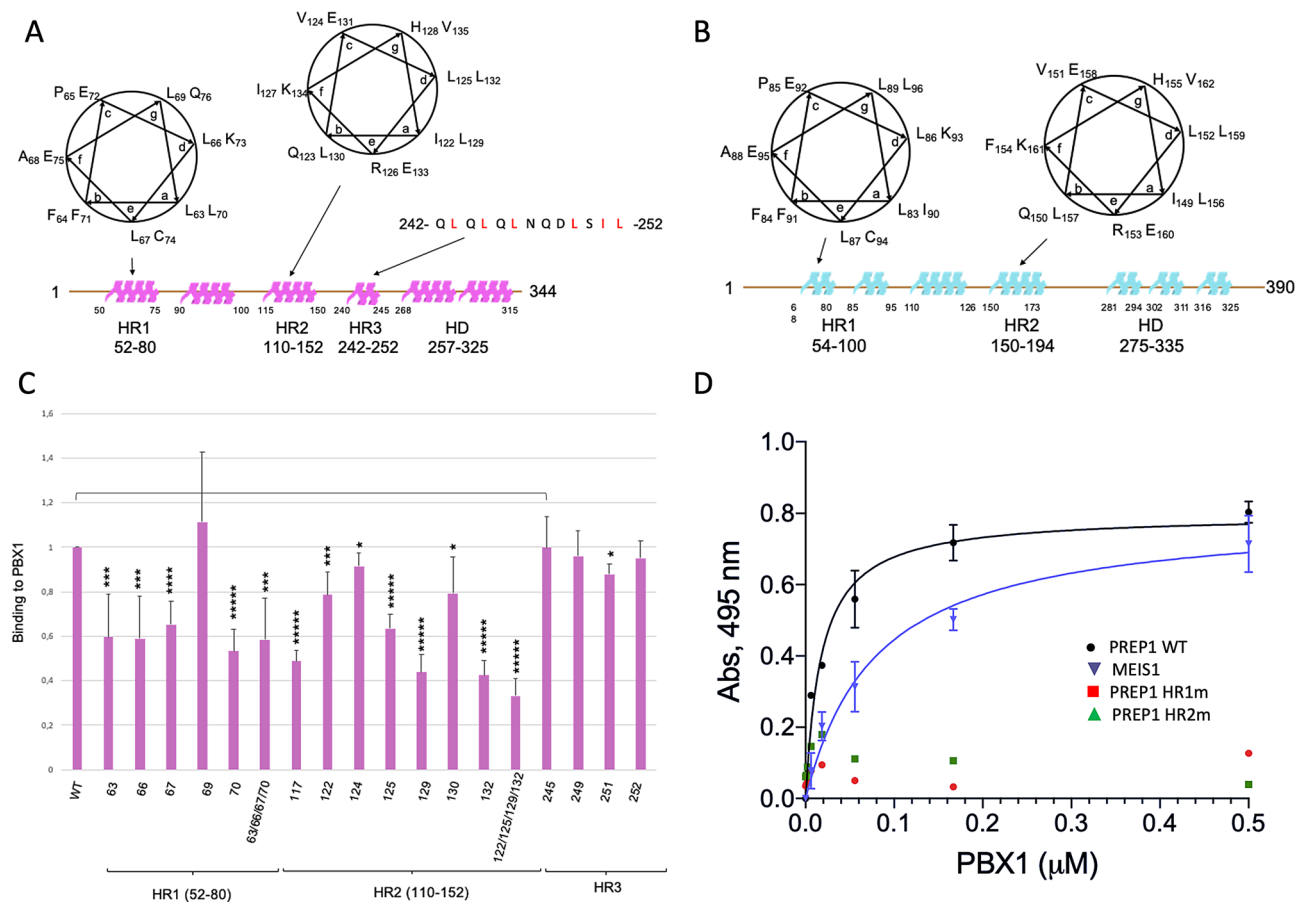 A
V124 E131
H128 V135
c
g
L125 L132
d
I127 K134
f
b
a
e
Q123 L130
I122 L129
R126 E133
P65 E72
L69 Q76
c
g
L66 K73
d
A68 E75
f
b
a
e
F64 F71
L63 L70
L67 C74
242- Q L Q L Q L N Q D L S I L -252
1
344
50 75 90 100 115 150 240 245 268 315
HR1 HR2 HR3 HD
52-80 110-152 242-252 257-325
B
P85 E92
L89 L96
c
g
L86 K93
d
A88 E95
f
b
a
e
F84 F91
L83 I90
L87 C94
V151 E158
H155 V162
c
g
L152 L159
d
F154 K161
f
b
a
e
Q150 L157
I149 L156
R153 E160
1
390
68 80 85 95 110 126 150 173 281 294 302 311 316 325
HR1 HR2 HD
54-100 150-194 275-335
C
Binding to PBX1
1,6
1,4
1,2
1
0,8
0,6
0,4
0,2
0
*** *** **** ***** *** ***** *** * ***** ***** * ***** ***** *
WT 63 66 67 69 70 63/66/67/70 117 122 124 125 129 130 132 122/125/129/132 245 249 251 252
HR1 (52-80) HR2 (110-152) HR3
D
Abs, 495 nm
1.0
0.8
0.6
0.4
0.2
0.0
PREP1 WT
MEIS1
PREP1 HR1m
PREP1 HR2m
0.0 0.1 0.2 0.3 0.4 0.5
PBX1 (μM)